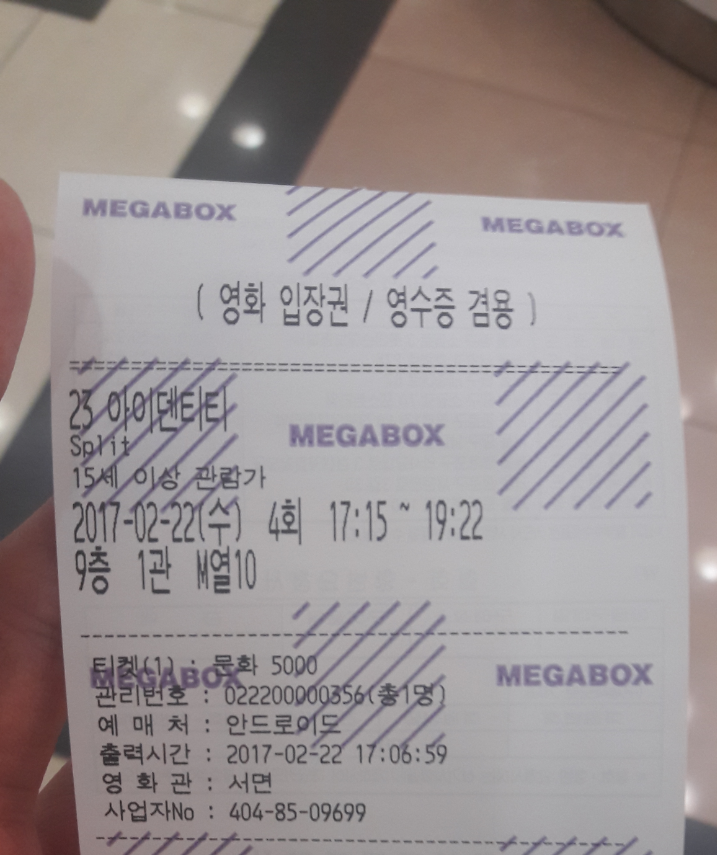 MEGABOX MEGABOX
( 영화 입장권 / 영수증 겸용 )
23 아이덴티티
Split
MEGABOX
15세 이상 관람가
2017-02-22(수) 4회 17:15 ~ 19:22
9층 1관 M열10
티켓(1) : 문화 5000
MEGABOX MEGABOX
관리번호 : 022200000356(총1명)
예 매 처 : 안드로이드
출력시간 : 2017-02-22 17:06:59
영 화 관 : 서면
사업자No : 404-85-09699